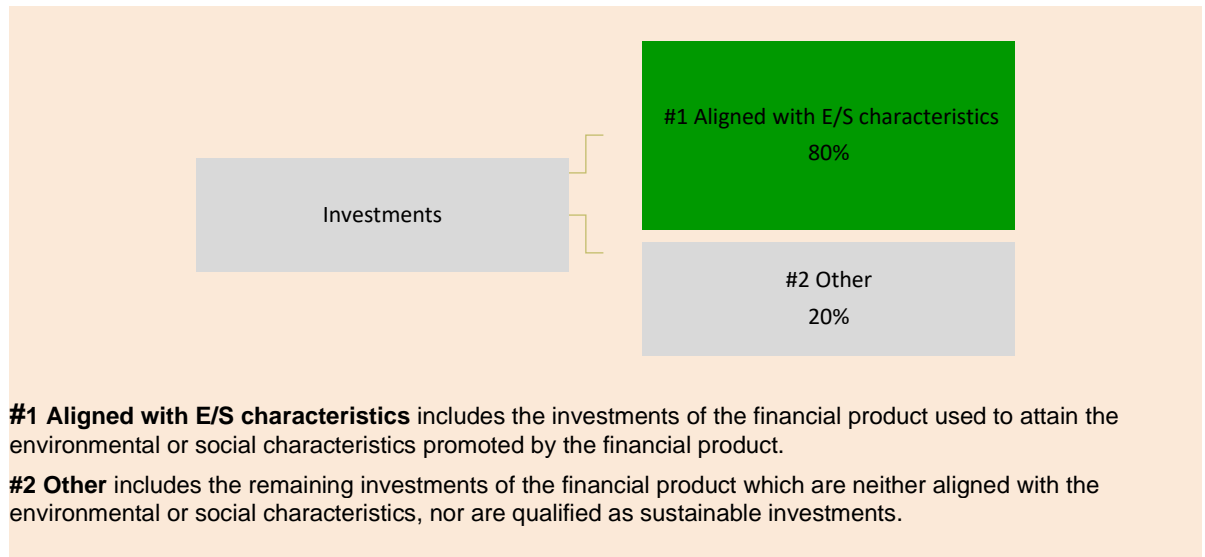 #1 Aligned with E/S characteristics
80%
Investments
#2 Other
20%
#1 Aligned with E/S characteristics includes the investments of the financial product used to attain the
environmental or social characteristics promoted by the financial product.
#2 Other includes the remaining investments of the financial product which are neither aligned with the
environmental or social characteristics, nor are qualified as sustainable investments.